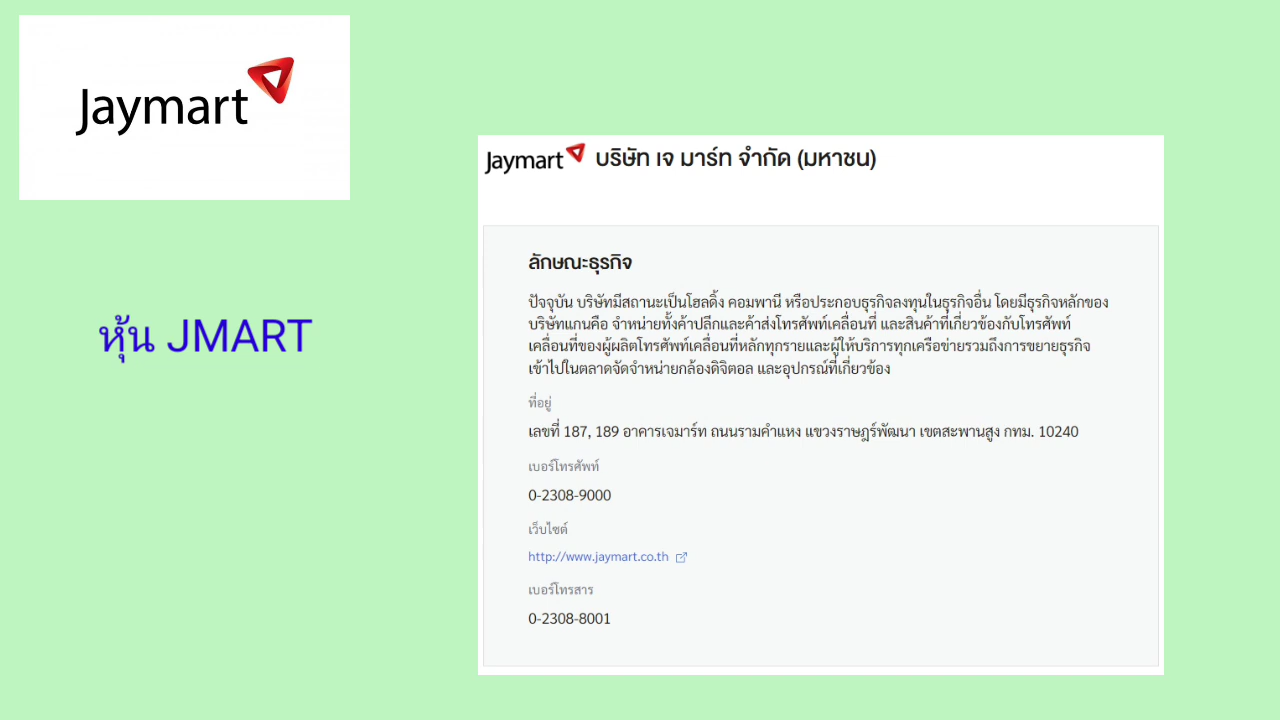 Jaymart
หุ้น JMART
Jaymart บริษัท เจ มาร์ท จำกัด (มหาชน)
ลักษณะธุรกิจ
ปัจจุบัน บริษัทมีสถานะเป็นโฮลดิ้ง คอมพานี หรือประกอบธุรกิจลงทุนในธุรกิจอื่น โดยมีธุรกิจหลักของ
บริษัทแกนคือ จำหน่ายทั้งค้าปลีกและค้าส่งโทรศัพท์เคลื่อนที่ และสินค้าที่เกี่ยวข้องกับโทรศัพท์
เคลื่อนที่ของผู้ผลิตโทรศัพท์เคลื่อนที่หลักทุกรายและผู้ให้บริการทุกเครือข่ายรวมถึงการขยายธุรกิจ
เข้าไปในตลาดจัดจำหน่ายกล้องดิจิตอล และอุปกรณ์ที่เกี่ยวข้อง
ที่อยู่
เลขที่ 187, 189 อาคารเจมาร์ท ถนนรามคำแหง แขวงราษฎร์พัฒนา เขตสะพานสูง กทม. 10240
เบอร์โทรศัพท์
0-2308-9000
เว็บไซต์
http://www.jaymart.co.th
เบอร์โทรสาร
0-2308-8001